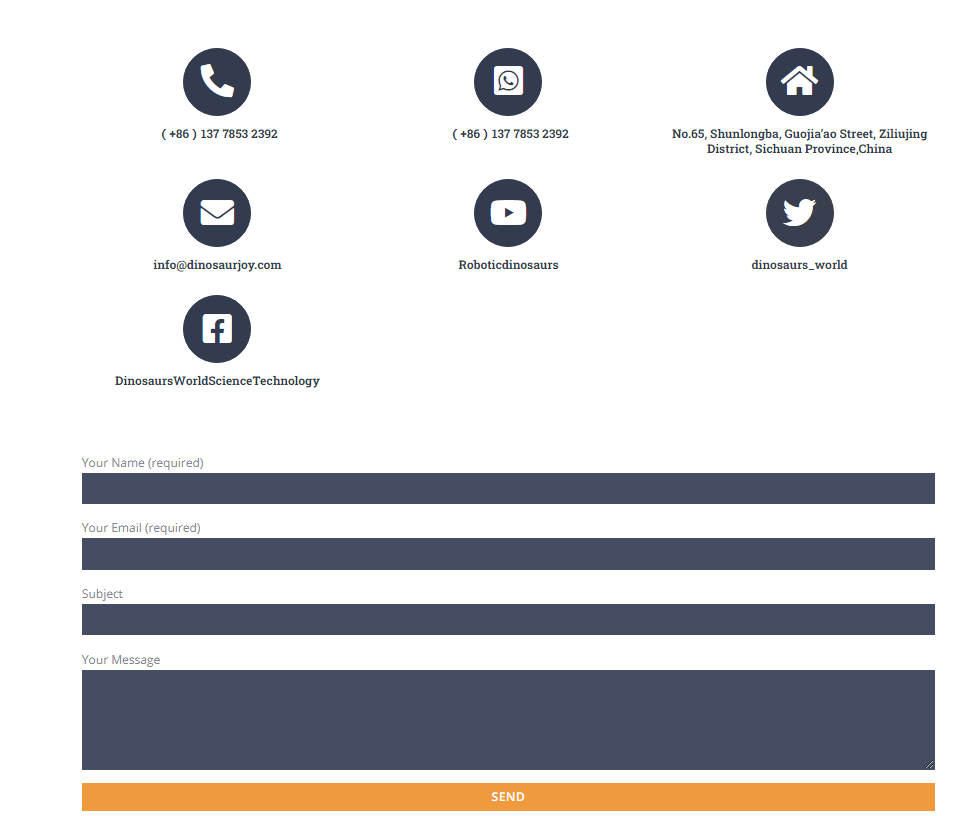 ( +86 ) 137 7853 2392
( +86 ) 137 7853 2392
No.65, Shunlongba, Guojia’ao Street, Ziliujing
District, Sichuan Province,China
info@dinosaurjoy.com
Roboticdinosaurs
dinosaurs_world
DinosaursWorldScienceTechnology
Your Name (required)
Your Email (required)
Subject
Your Message
SEND